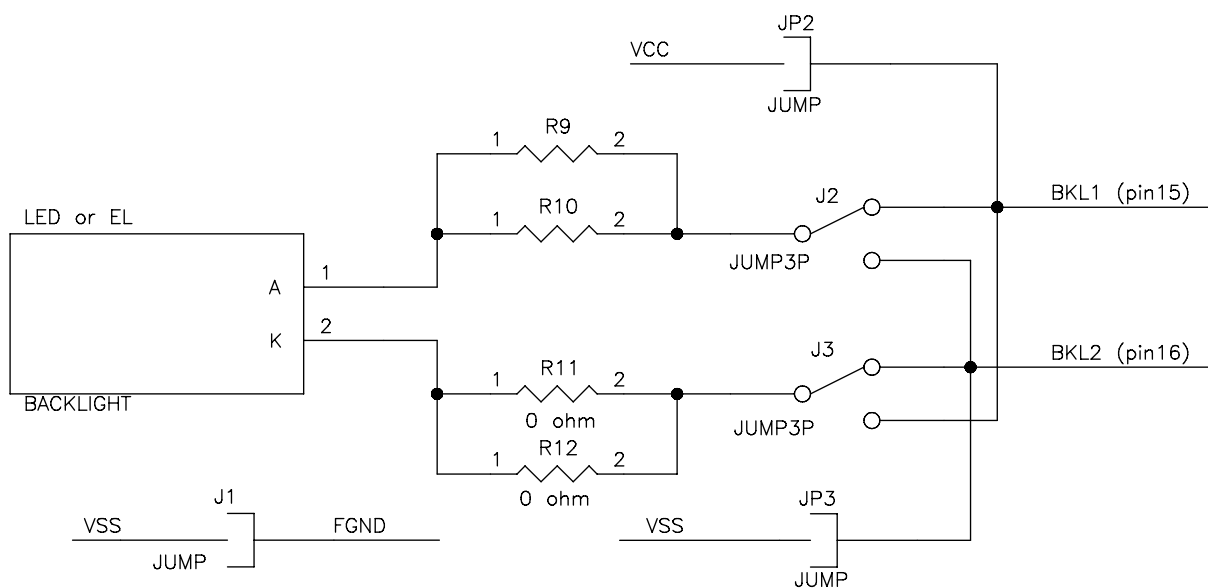 JP2
VCC
JUMP
R9
1 2
R10
1 2
J2
BKL1 (pin15)
LED or EL
JUMP3P
A 1
K 2
J3
BKL2 (pin16)
R11
1 2
0 ohm
BACKLIGHT
JUMP3P
R12
1 2
0 ohm
J1
VSS FGND
JUMP
JP3
VSS
JUMP